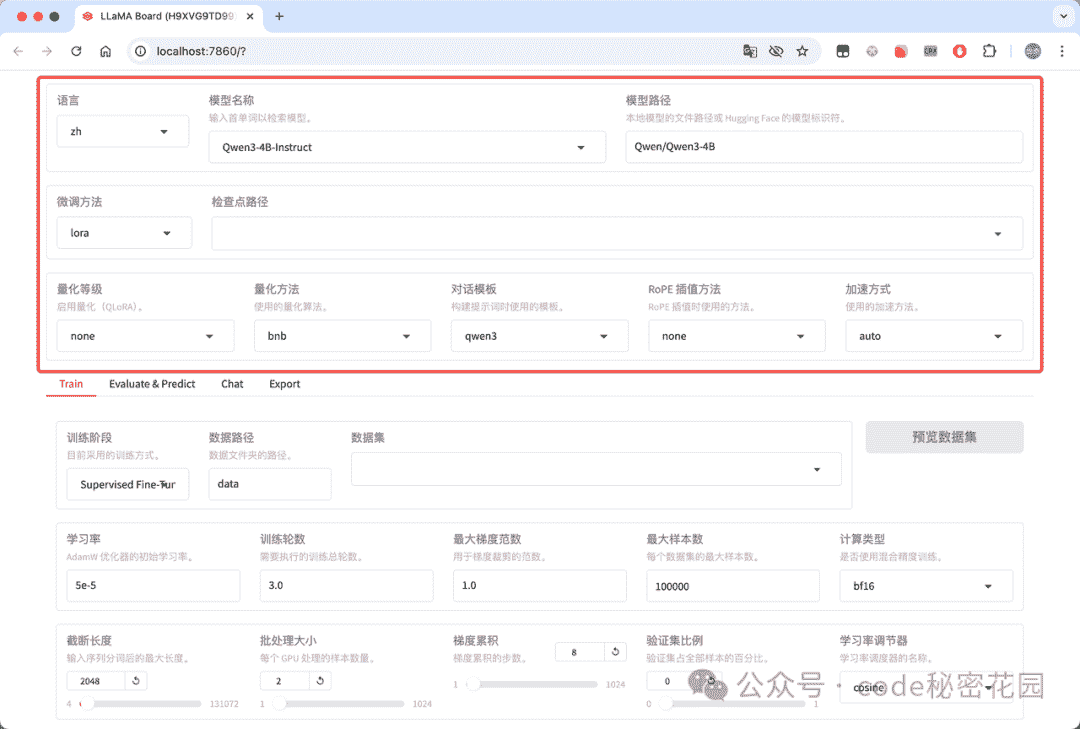 LLaMA Board (H9XVG9TD99
localhost:7860/?
语言
zh
模型名称
输入首单词以检索模型。
Qwen3-4B-Instruct
模型路径
本地模型的文件路径或 Hugging Face 的模型标识符。
Qwen/Qwen3-4B
微调方法
lora
检查点路径
量化等级
启用量化（QLoRA）。
none
量化方法
使用的量化算法。
bnb
对话模板
构建提示词时使用的模板。
qwen3
RoPE 插值方法
RoPE 插值时使用的方法。
none
加速方式
使用的加速方法。
auto
Train Evaluate & Predict Chat Export
训练阶段
目前采用的训练方式。
Supervised Fine-Tur
数据路径
数据文件夹的路径。
data
数据集
预览数据集
学习率
AdamW 优化器的初始学习率。
5e-5
训练轮数
需要执行的训练总轮数。
3.0
最大梯度范数
用于梯度裁剪的范数。
1.0
最大样本数
每个数据集的最大样本数。
100000
计算类型
是否使用混合精度训练。
bf16
截断长度
输入序列分词后的最大长度。
2048
4 131072
批处理大小
每个 GPU 处理的样本数量。
2
1 1024
梯度累积
梯度累积的步数。
8
1 1024
验证集比例
验证集占全部样本的百分比。
0
0 1
学习率调节器
学习率调度器的名称。
cosine
公众号 · code秘密花园